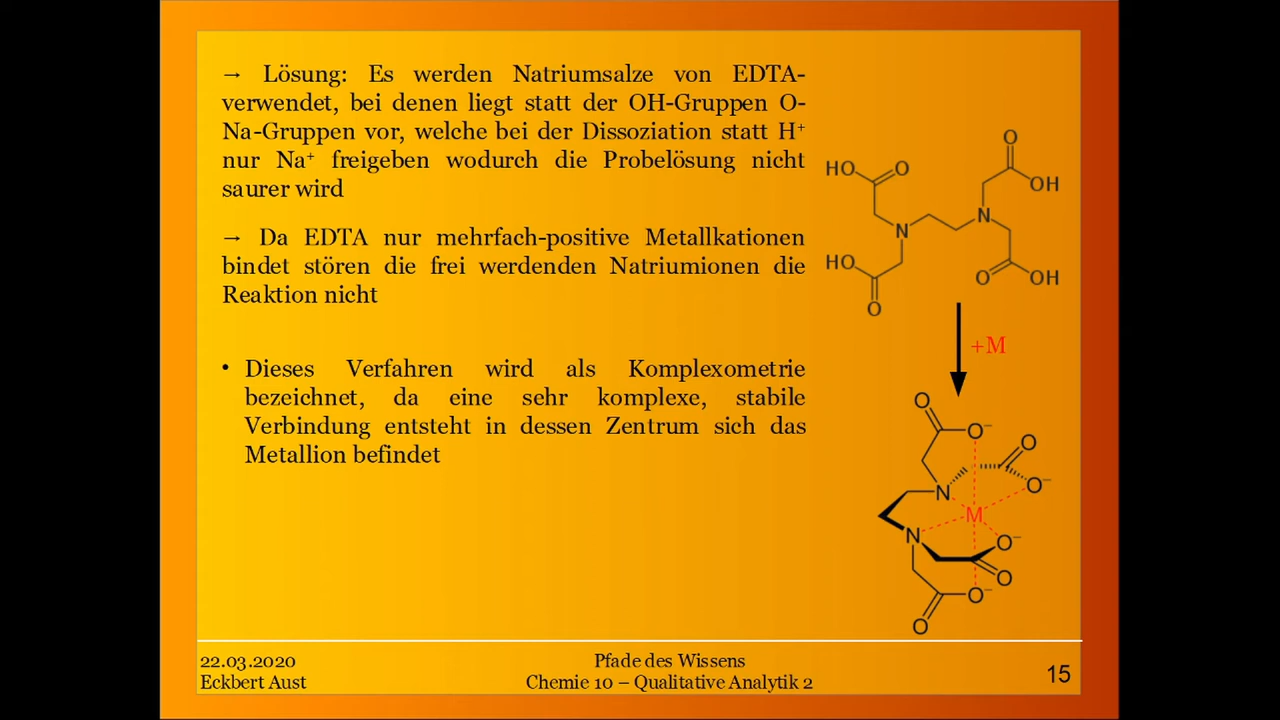 → Lösung: Es werden Natriumsalze von EDTA-
verwendet, bei denen liegt statt der OH-Gruppen O-
Na-Gruppen vor, welche bei der Dissoziation statt H⁺
nur Na⁺ freigeben wodurch die Probelösung nicht
saurer wird
→ Da EDTA nur mehrfach-positive Metallkationen
bindet stören die frei werdenden Natriumionen die
Reaktion nicht
• Dieses Verfahren wird als Komplexometrie
bezeichnet, da eine sehr komplexe, stabile
Verbindung entsteht in dessen Zentrum sich das
Metallion befindet
O
HO O
OH
N
N
HO
O OH
O
+M
O
O⁻
O
O⁻
N
M
N
O⁻
O
O⁻
O
22.03.2020
Eckbert Aust
Pfade des Wissens
Chemie 10 – Qualitative Analytik 2
15